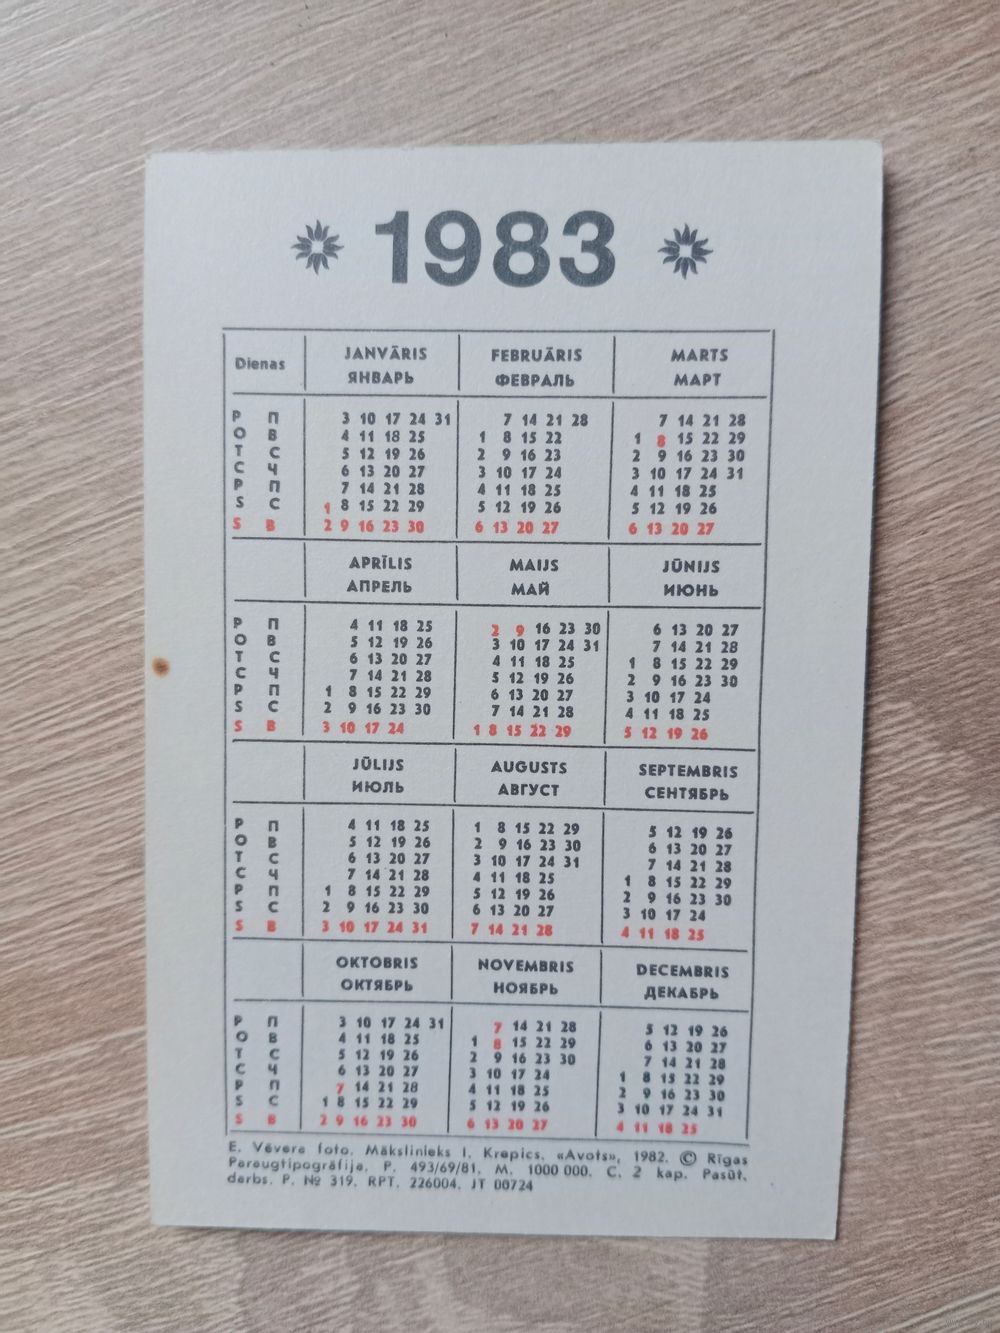 1983
Dienas JANVĀRIS FEBRUĀRIS MARTS
ЯНВАРЬ ФЕВРАЛЬ МАРТ
P П 3 10 17 24 31 7 14 21 28 7 14 21 28
O В 4 11 18 25 1 8 15 22 1 8 15 22 29
T С 5 12 19 26 2 9 16 23 2 9 16 23 30
C Ч 6 13 20 27 3 10 17 24 3 10 17 24 31
P П 7 14 21 28 4 11 18 25 4 11 18 25
S С 1 8 15 22 29 5 12 19 26 5 12 19 26
S В 2 9 16 23 30 6 13 20 27 6 13 20 27
APRĪLIS MAIJS JŪNIJS
АПРЕЛЬ МАЙ ИЮНЬ
P П 4 11 18 25 2 9 16 23 30 6 13 20 27
O В 5 12 19 26 3 10 17 24 31 7 14 21 28
T С 6 13 20 27 4 11 18 25 1 8 15 22 29
C Ч 7 14 21 28 5 12 19 26 2 9 16 23 30
P П 1 8 15 22 29 6 13 20 27 3 10 17 24
S С 2 9 16 23 30 7 14 21 28 4 11 18 25
S В 3 10 17 24 1 8 15 22 29 5 12 19 26
JŪLIJS AUGUSTS SEPTEMBRIS
ИЮЛЬ АВГУСТ СЕНТЯБРЬ
P П 4 11 18 25 1 8 15 22 29 5 12 19 26
O В 5 12 19 26 2 9 16 23 30 6 13 20 27
T С 6 13 20 27 3 10 17 24 31 7 14 21 28
C Ч 7 14 21 28 4 11 18 25 1 8 15 22 29
P П 1 8 15 22 29 5 12 19 26 2 9 16 23 30
S С 2 9 16 23 30 6 13 20 27 3 10 17 24
S В 3 10 17 24 31 7 14 21 28 4 11 18 25
OKTOBRIS NOVEMBRIS DECEMBRIS
ОКТЯБРЬ НОЯБРЬ ДЕКАБРЬ
P П 3 10 17 24 31 7 14 21 28 5 12 19 26
O В 4 11 18 25 1 8 15 22 29 6 13 20 27
T С 5 12 19 26 2 9 16 23 30 7 14 21 28
C Ч 6 13 20 27 3 10 17 24 1 8 15 22 29
P П 7 14 21 28 4 11 18 25 2 9 16 23 30
S С 1 8 15 22 29 5 12 19 26 3 10 17 24 31
S В 2 9 16 23 30 6 13 20 27 4 11 18 25
E. Vēvera foto. Mākslinieks I. Krepics. «Avots», 1982. © Rīgas
Paraugtipogrāfija. P. 493/69/81. M. 1000 000. C. 2 kap. Pasūt.
darbs. P. № 319. RPT. 226004. JT 00724